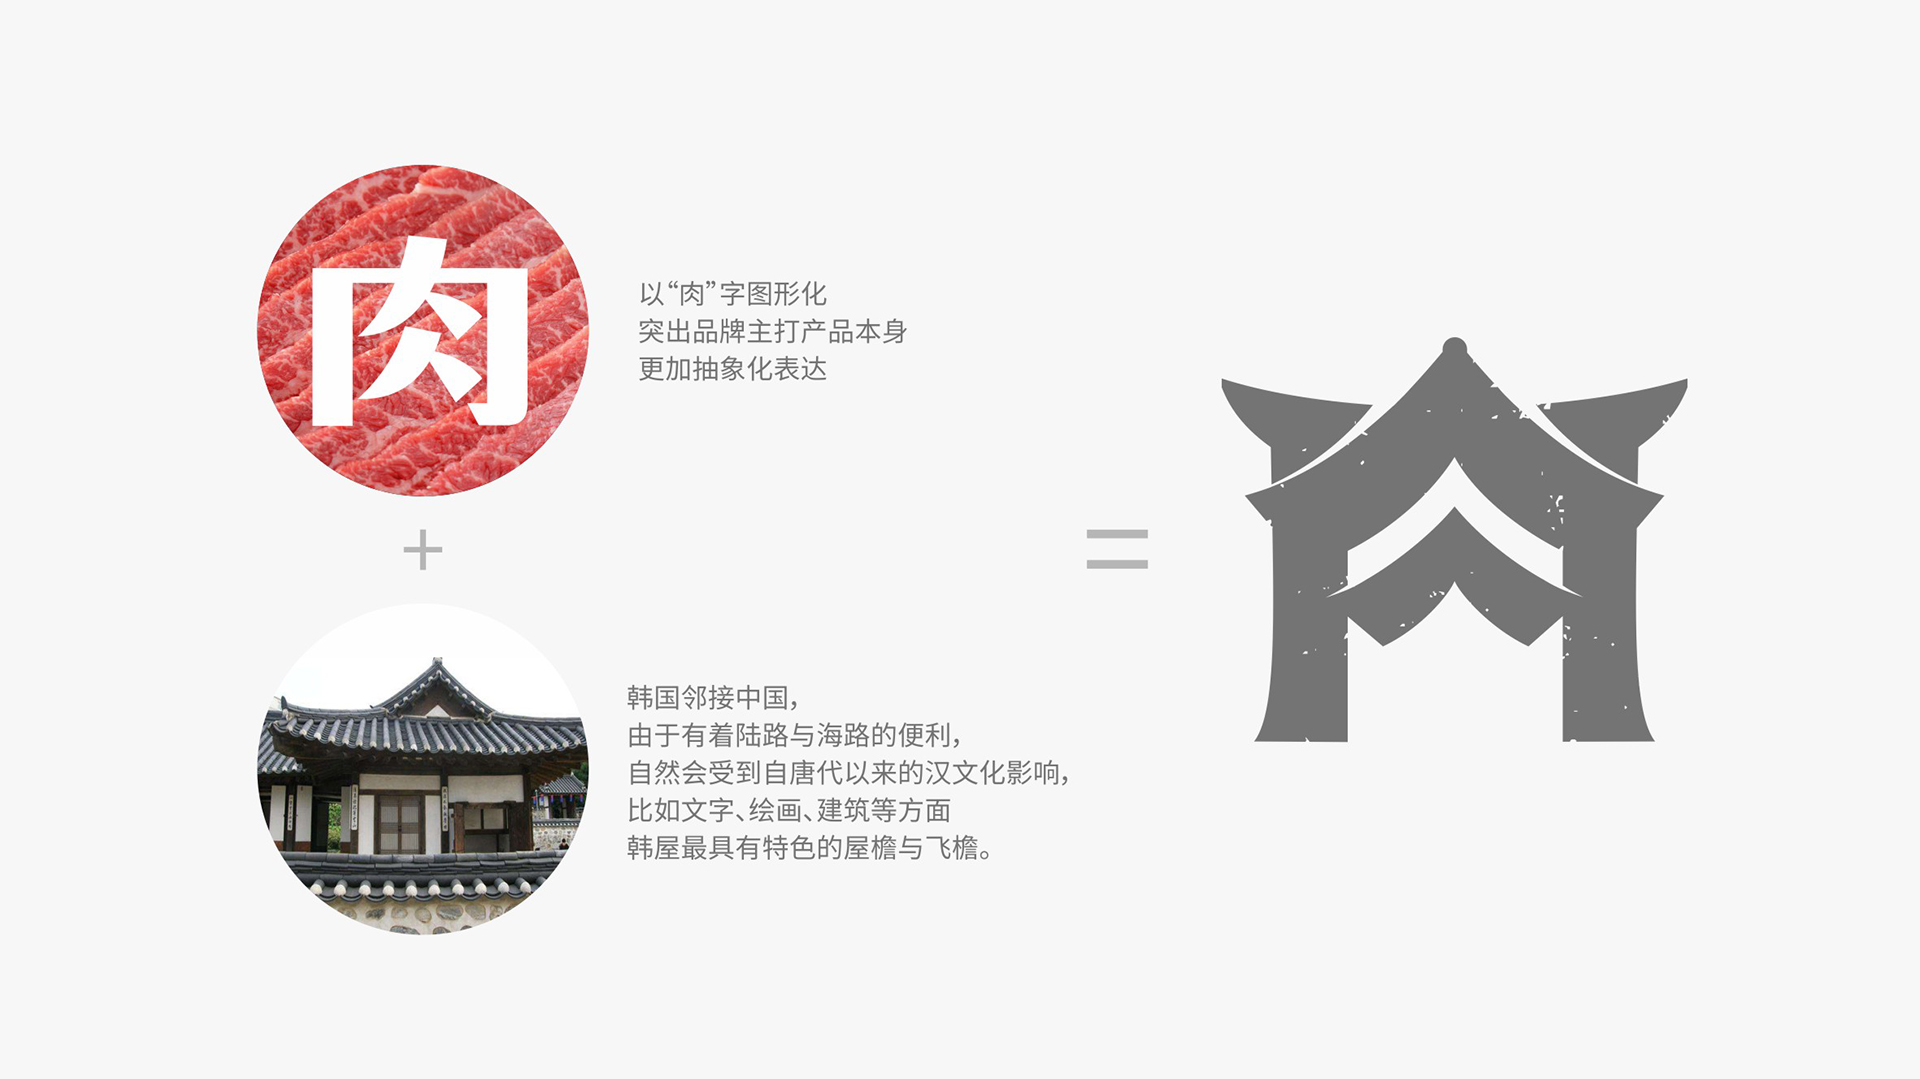 肉
以“肉”字图形化
突出品牌主打产品本身
更加抽象化表达
+
=
韩国邻接中国，
由于有着陆路与海路的便利，
自然会受到自唐代以来的汉文化影响，
比如文字、绘画、建筑等方面
韩屋最具有特色的屋檐与飞檐。